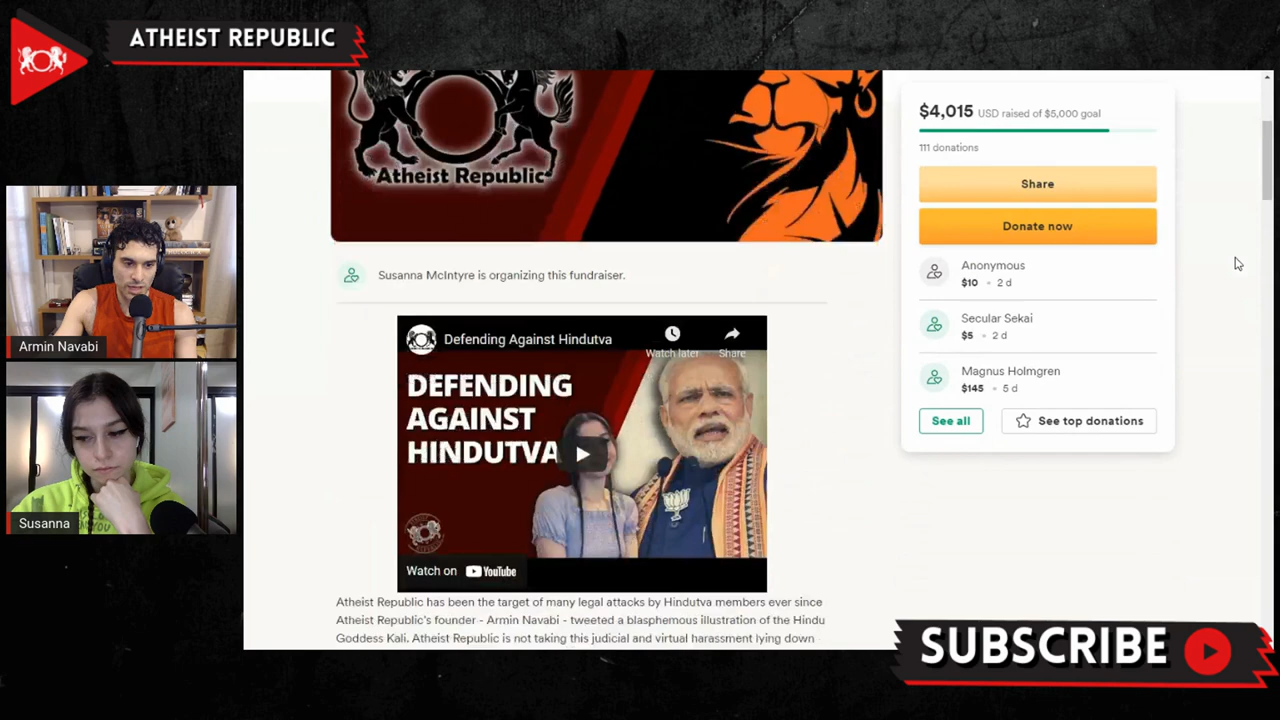 ATHEIST REPUBLIC
Atheist Republic
$4,015 USD raised of $5,000 goal
111 donations
Share
Donate now
Anonymous
$10 • 2 d
Secular Sekai
$5 • 2 d
Magnus Holmgren
$145 • 5 d
See all
See top donations
Susanna McIntyre is organizing this fundraiser.
Defending Against Hindutva
Watch later
Share
DEFENDING
AGAINST
HINDUTVA
Watch on YouTube
Atheist Republic has been the target of many legal attacks by Hindutva members ever since
Atheist Republic's founder - Armin Navabi - tweeted a blasphemous illustration of the Hindu
Goddess Kali. Atheist Republic is not taking this judicial and virtual harassment lying down
Armin Navabi
Susanna
SUBSCRIBE